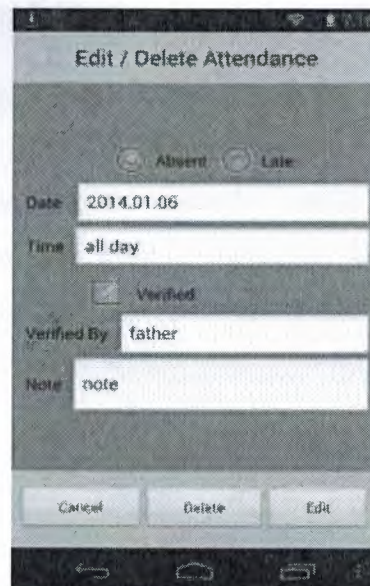 Edit / Delete Attendance
Absent Late
Date 2014.01.06
Time all day
Verified
Verified By father
Note note
Cancel Delete Edit